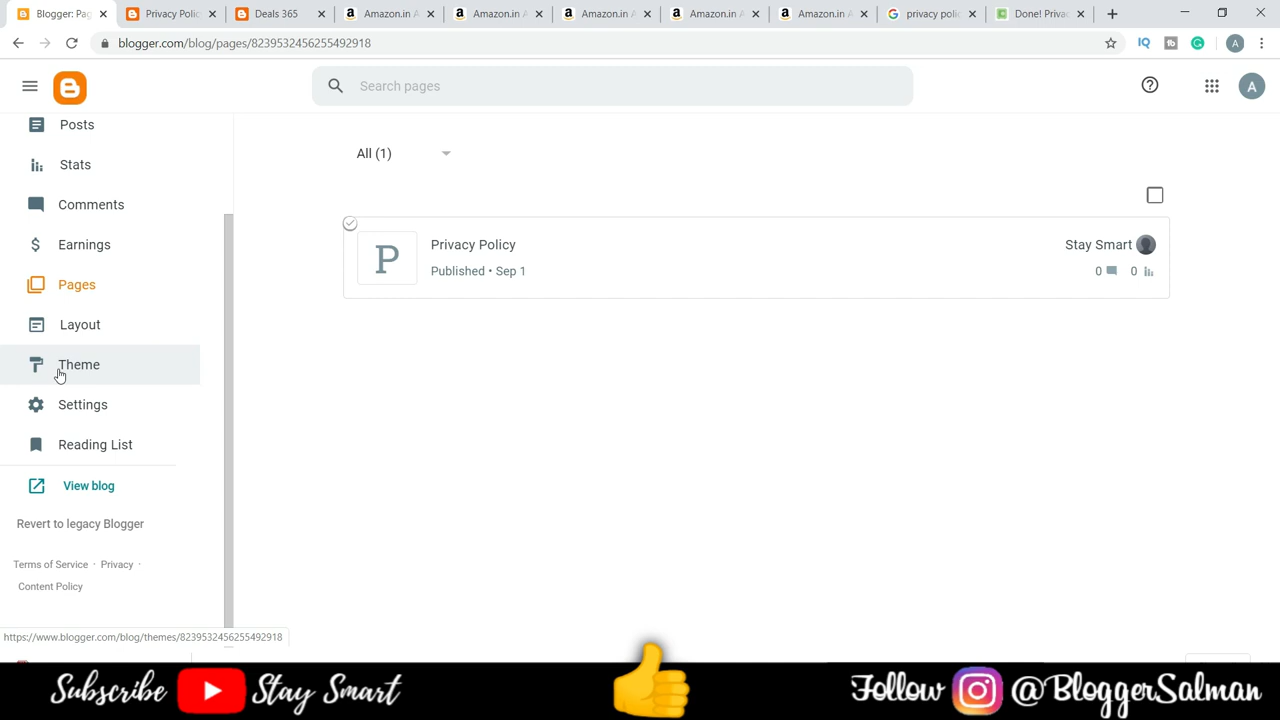 Blogger: Pag
Privacy Polic
Deals 365
Amazon.in A
Amazon.in A
Amazon.in A
Amazon.in A
Amazon.in A
privacy polic
Done! Privac
blogger.com/blog/pages/8239532456255492918
IQ
fb
A
Search pages
A
Posts
Stats
Comments
Earnings
Pages
Layout
Theme
Settings
Reading List
View blog
Revert to legacy Blogger
Terms of Service · Privacy ·
Content Policy
All (1)
P
Privacy Policy
Published • Sep 1
Stay Smart
0 0
https://www.blogger.com/blog/themes/8239532456255492918
Subscribe Stay Smart
Follow @BloggerSalman